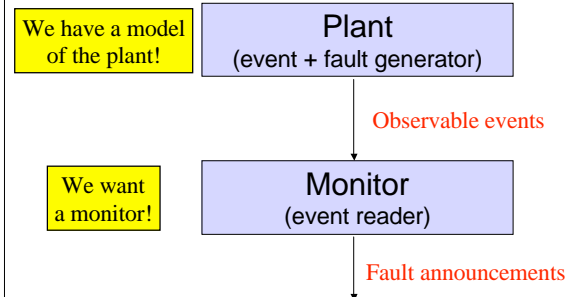 We have a model
of the plant!
Plant
(event + fault generator)
Observable events
We want
a monitor!
Monitor
(event reader)
Fault announcements